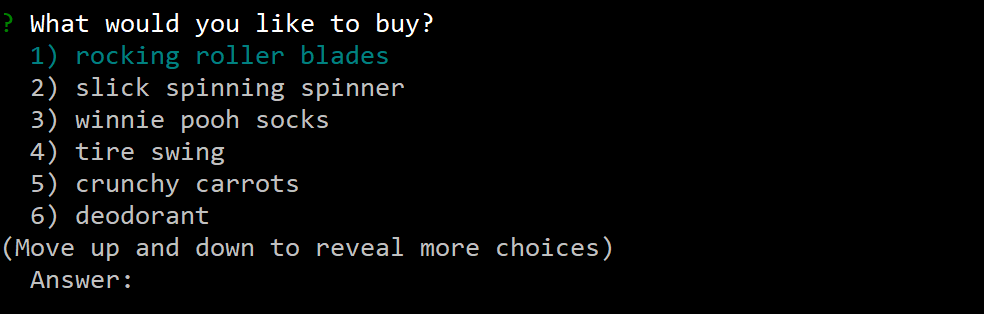 ? What would you like to buy?
1) rocking roller blades
2) slick spinning spinner
3) winnie pooh socks
4) tire swing
5) crunchy carrots
6) deodorant
(Move up and down to reveal more choices)
Answer: